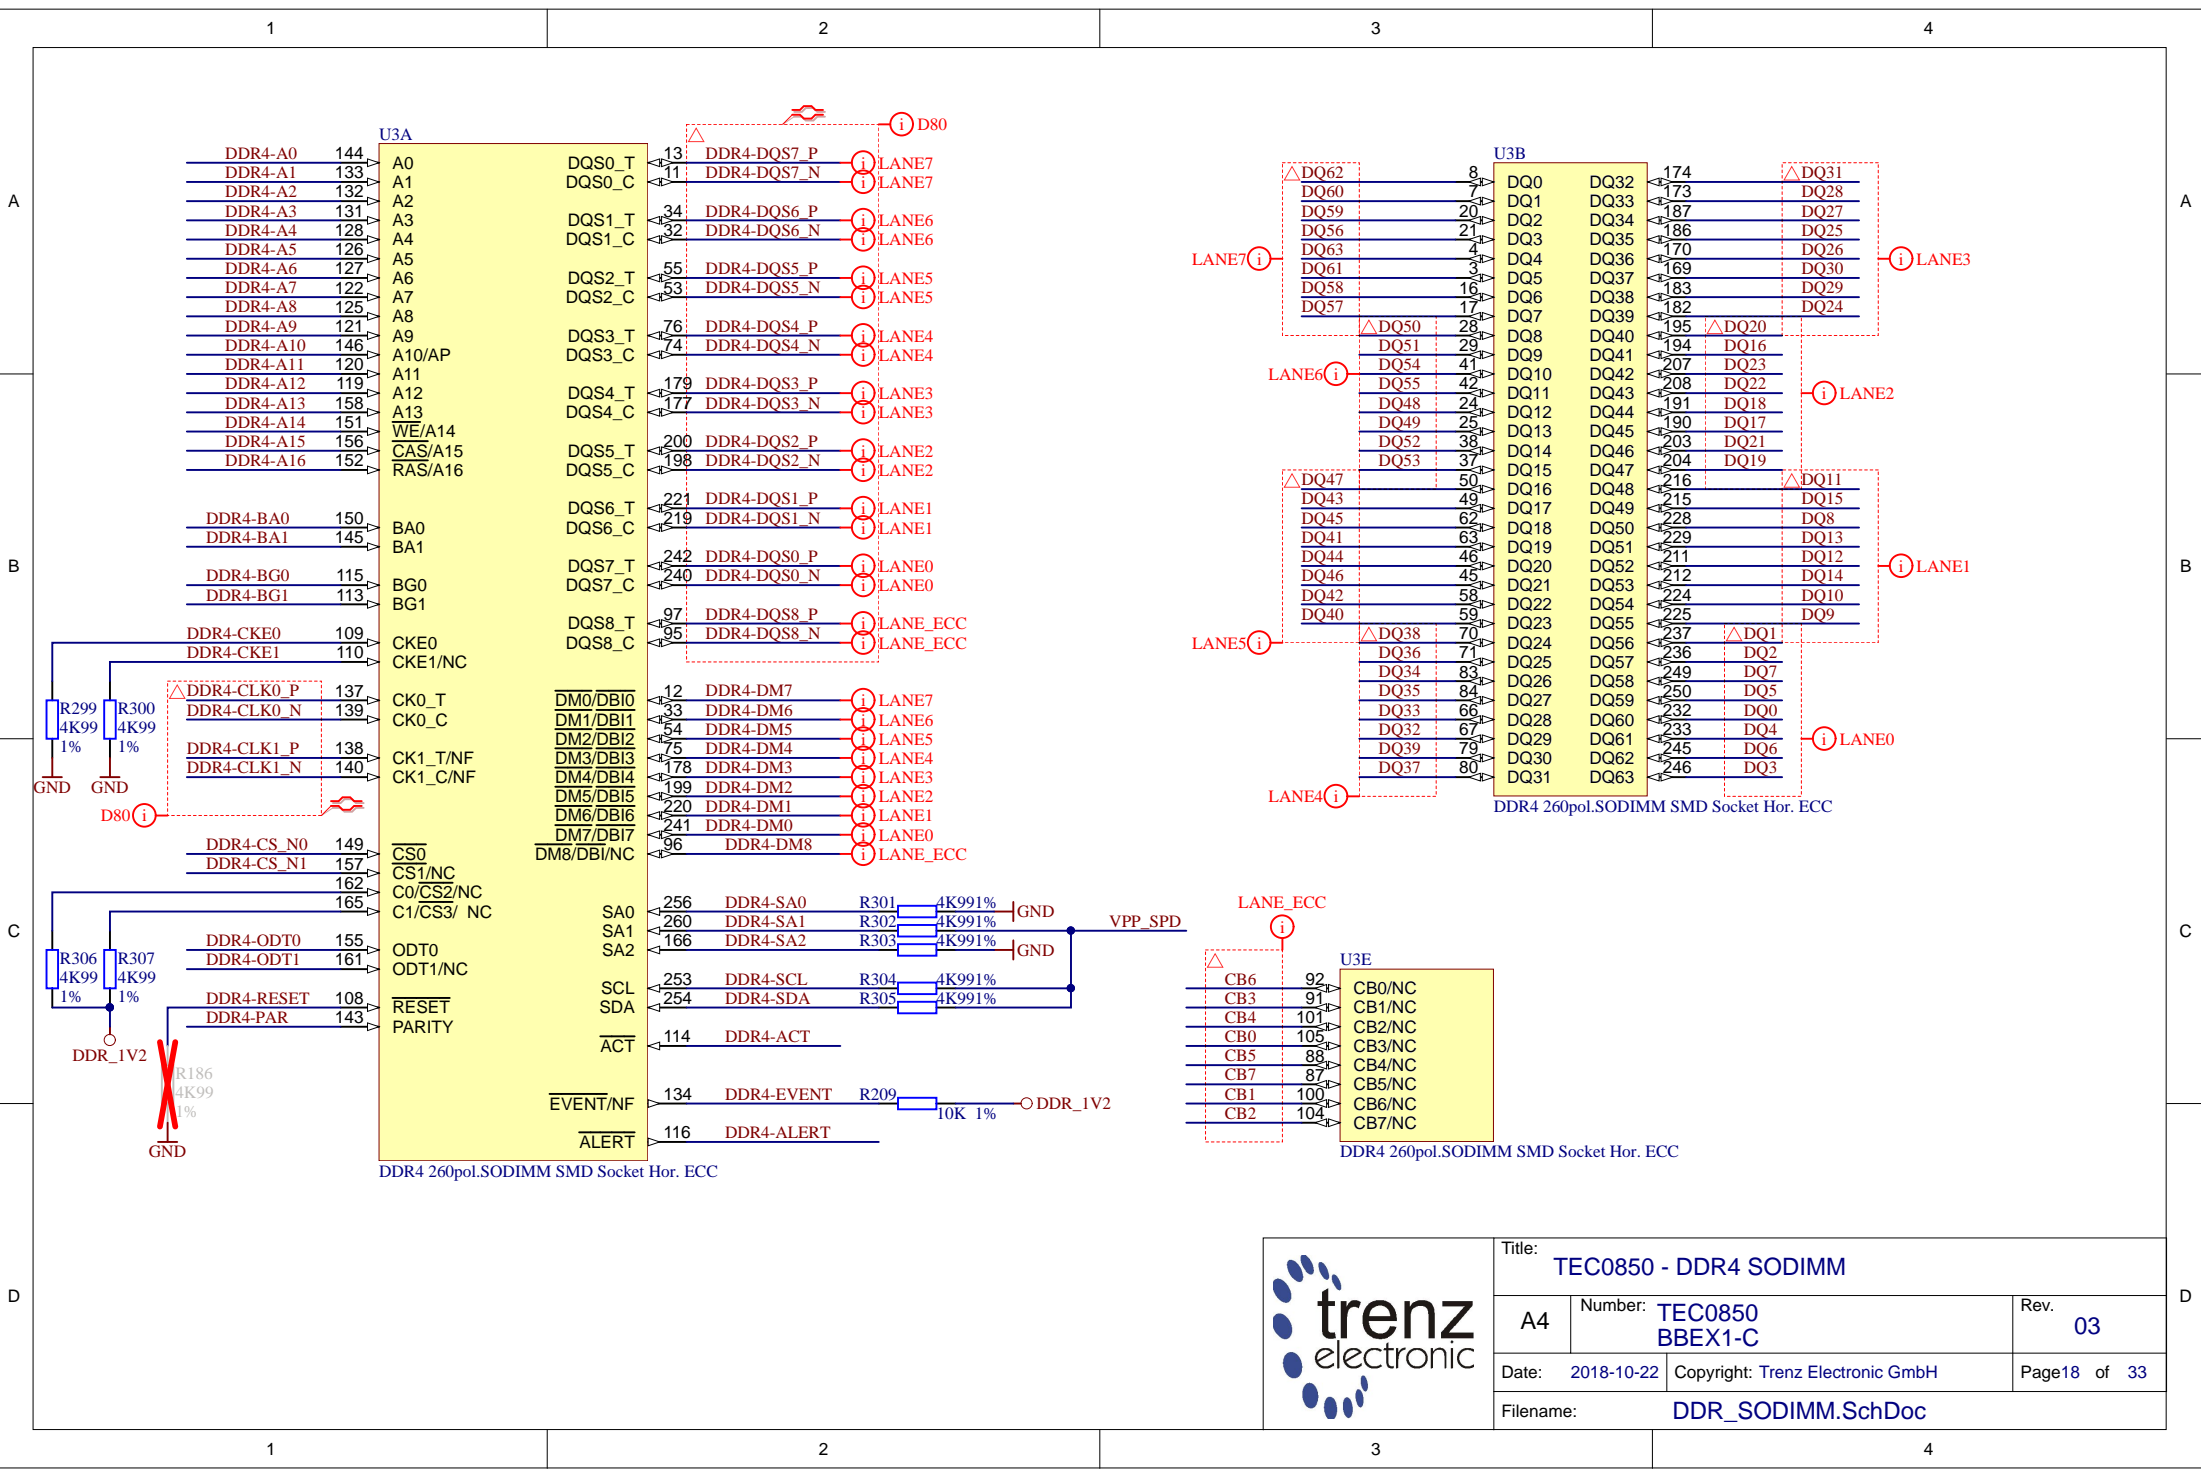 1 2 3 4
A A
B B
C C
D D
U3A
DDR4-A0 144 A0
DDR4-A1 133 A1
DDR4-A2 132 A2
DDR4-A3 131 A3
DDR4-A4 128 A4
DDR4-A5 126 A5
DDR4-A6 127 A6
DDR4-A7 122 A7
DDR4-A8 125 A8
DDR4-A9 121 A9
DDR4-A10 146 A10/AP
DDR4-A11 120 A11
DDR4-A12 119 A12
DDR4-A13 158 A13
DDR4-A14 151 WE/A14
DDR4-A15 156 CAS/A15
DDR4-A16 152 RAS/A16
DDR4-BA0 150 BA0
DDR4-BA1 145 BA1
DDR4-BG0 115 BG0
DDR4-BG1 113 BG1
DDR4-CKE0 109 CKE0
DDR4-CKE1 110 CKE1/NC
DDR4-CLK0_P 137 CK0_T
DDR4-CLK0_N 139 CK0_C
DDR4-CLK1_P 138 CK1_T/NF
DDR4-CLK1_N 140 CK1_C/NF
R299 4K99 1% GND
R300 4K99 1% GND
D80
DDR4-CS_N0 149 CS0
DDR4-CS_N1 157 CS1/NC
162 C0/CS2/NC
165 C1/CS3/ NC
DDR4-ODT0 155 ODT0
DDR4-ODT1 161 ODT1/NC
DDR4-RESET 108 RESET
DDR4-PAR 143 PARITY
R306 4K99 1%
R307 4K99 1%
DDR_1V2
R186 4K99 1%
GND
D80
DQS0_T 13 DDR4-DQS7_P LANE7
DQS0_C 11 DDR4-DQS7_N LANE7
DQS1_T 34 DDR4-DQS6_P LANE6
DQS1_C 32 DDR4-DQS6_N LANE6
DQS2_T 55 DDR4-DQS5_P LANE5
DQS2_C 53 DDR4-DQS5_N LANE5
DQS3_T 76 DDR4-DQS4_P LANE4
DQS3_C 74 DDR4-DQS4_N LANE4
DQS4_T 179 DDR4-DQS3_P LANE3
DQS4_C 177 DDR4-DQS3_N LANE3
DQS5_T 200 DDR4-DQS2_P LANE2
DQS5_C 198 DDR4-DQS2_N LANE2
DQS6_T 221 DDR4-DQS1_P LANE1
DQS6_C 219 DDR4-DQS1_N LANE1
DQS7_T 242 DDR4-DQS0_P LANE0
DQS7_C 240 DDR4-DQS0_N LANE0
DQS8_T 97 DDR4-DQS8_P LANE_ECC
DQS8_C 95 DDR4-DQS8_N LANE_ECC
DM0/DBI0 12 DDR4-DM7 LANE7
DM1/DBI1 33 DDR4-DM6 LANE6
DM2/DBI2 54 DDR4-DM5 LANE5
DM3/DBI3 75 DDR4-DM4 LANE4
DM4/DBI4 178 DDR4-DM3 LANE3
DM5/DBI5 199 DDR4-DM2 LANE2
DM6/DBI6 220 DDR4-DM1 LANE1
DM7/DBI7 241 DDR4-DM0 LANE0
DM8/DBI/NC 96 DDR4-DM8 LANE_ECC
SA0 256 DDR4-SA0 R301 4K991% GND
SA1 260 DDR4-SA1 R302 4K991% VPP_SPD
SA2 166 DDR4-SA2 R303 4K991% GND
SCL 253 DDR4-SCL R304 4K991%
SDA 254 DDR4-SDA R305 4K991%
ACT 114 DDR4-ACT
EVENT/NF 134 DDR4-EVENT R209 10K 1% DDR_1V2
ALERT 116 DDR4-ALERT
DDR4 260pol.SODIMM SMD Socket Hor. ECC
U3B
DQ62 8 DQ0 DQ32 174 DQ31
DQ60 7 DQ1 DQ33 173 DQ28
DQ59 20 DQ2 DQ34 187 DQ27
DQ56 21 DQ3 DQ35 186 DQ25
LANE7 DQ63 4 DQ4 DQ36 170 DQ26 LANE3
DQ61 3 DQ5 DQ37 169 DQ30
DQ58 16 DQ6 DQ38 183 DQ29
DQ57 17 DQ7 DQ39 182 DQ24
DQ50 28 DQ8 DQ40 195 DQ20
DQ51 29 DQ9 DQ41 194 DQ16
LANE6 DQ54 41 DQ10 DQ42 207 DQ23
DQ55 42 DQ11 DQ43 208 DQ22 LANE2
DQ48 24 DQ12 DQ44 191 DQ18
DQ49 25 DQ13 DQ45 190 DQ17
DQ52 38 DQ14 DQ46 203 DQ21
DQ53 37 DQ15 DQ47 204 DQ19
DQ47 50 DQ16 DQ48 216 DQ11
DQ43 49 DQ17 DQ49 215 DQ15
DQ45 62 DQ18 DQ50 228 DQ8
DQ41 63 DQ19 DQ51 229 DQ13
DQ44 46 DQ20 DQ52 211 DQ12 LANE1
DQ46 45 DQ21 DQ53 212 DQ14
DQ42 58 DQ22 DQ54 224 DQ10
DQ40 59 DQ23 DQ55 225 DQ9
LANE5 DQ38 70 DQ24 DQ56 237 DQ1
DQ36 71 DQ25 DQ57 236 DQ2
DQ34 83 DQ26 DQ58 249 DQ7
DQ35 84 DQ27 DQ59 250 DQ5
DQ33 66 DQ28 DQ60 232 DQ0
DQ32 67 DQ29 DQ61 233 DQ4 LANE0
DQ39 79 DQ30 DQ62 245 DQ6
DQ37 80 DQ31 DQ63 246 DQ3
LANE4
DDR4 260pol.SODIMM SMD Socket Hor. ECC
LANE_ECC
U3E
CB6 92 CB0/NC
CB3 91 CB1/NC
CB4 101 CB2/NC
CB0 105 CB3/NC
CB5 88 CB4/NC
CB7 87 CB5/NC
CB1 100 CB6/NC
CB2 104 CB7/NC
DDR4 260pol.SODIMM SMD Socket Hor. ECC
trenz
electronic
Title: TEC0850 - DDR4 SODIMM
A4 Number: TEC0850 Rev. 03
BBEX1-C
Date: 2018-10-22 Copyright: Trenz Electronic GmbH Page18 of 33
Filename: DDR_SODIMM.SchDoc
1 2 3 4